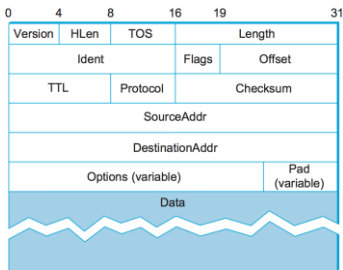 0 4 8 16 19 31
Version HLen TOS Length
Ident Flags Offset
TTL Protocol Checksum
SourceAddr
DestinationAddr
Options (variable) Pad
(variable)
Data